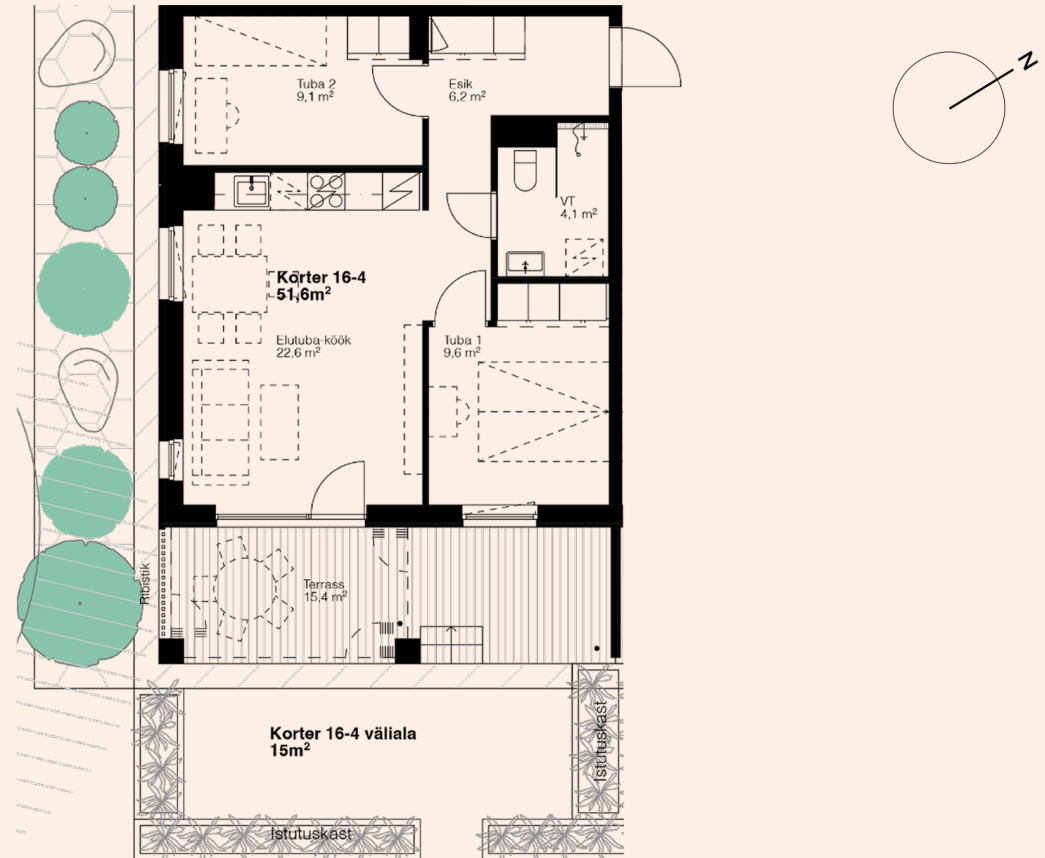 N
Tuba 2
9,1 m²
Esik
6,2 m²
VT
4,1 m²
Korter 16-4
51,6m²
Elutuba-köök
22,6 m²
Tuba 1
9,6 m²
Ribistik
Terrass
15,4 m²
Korter 16-4 väliala
15m²
Istutuskast
Istutuskast